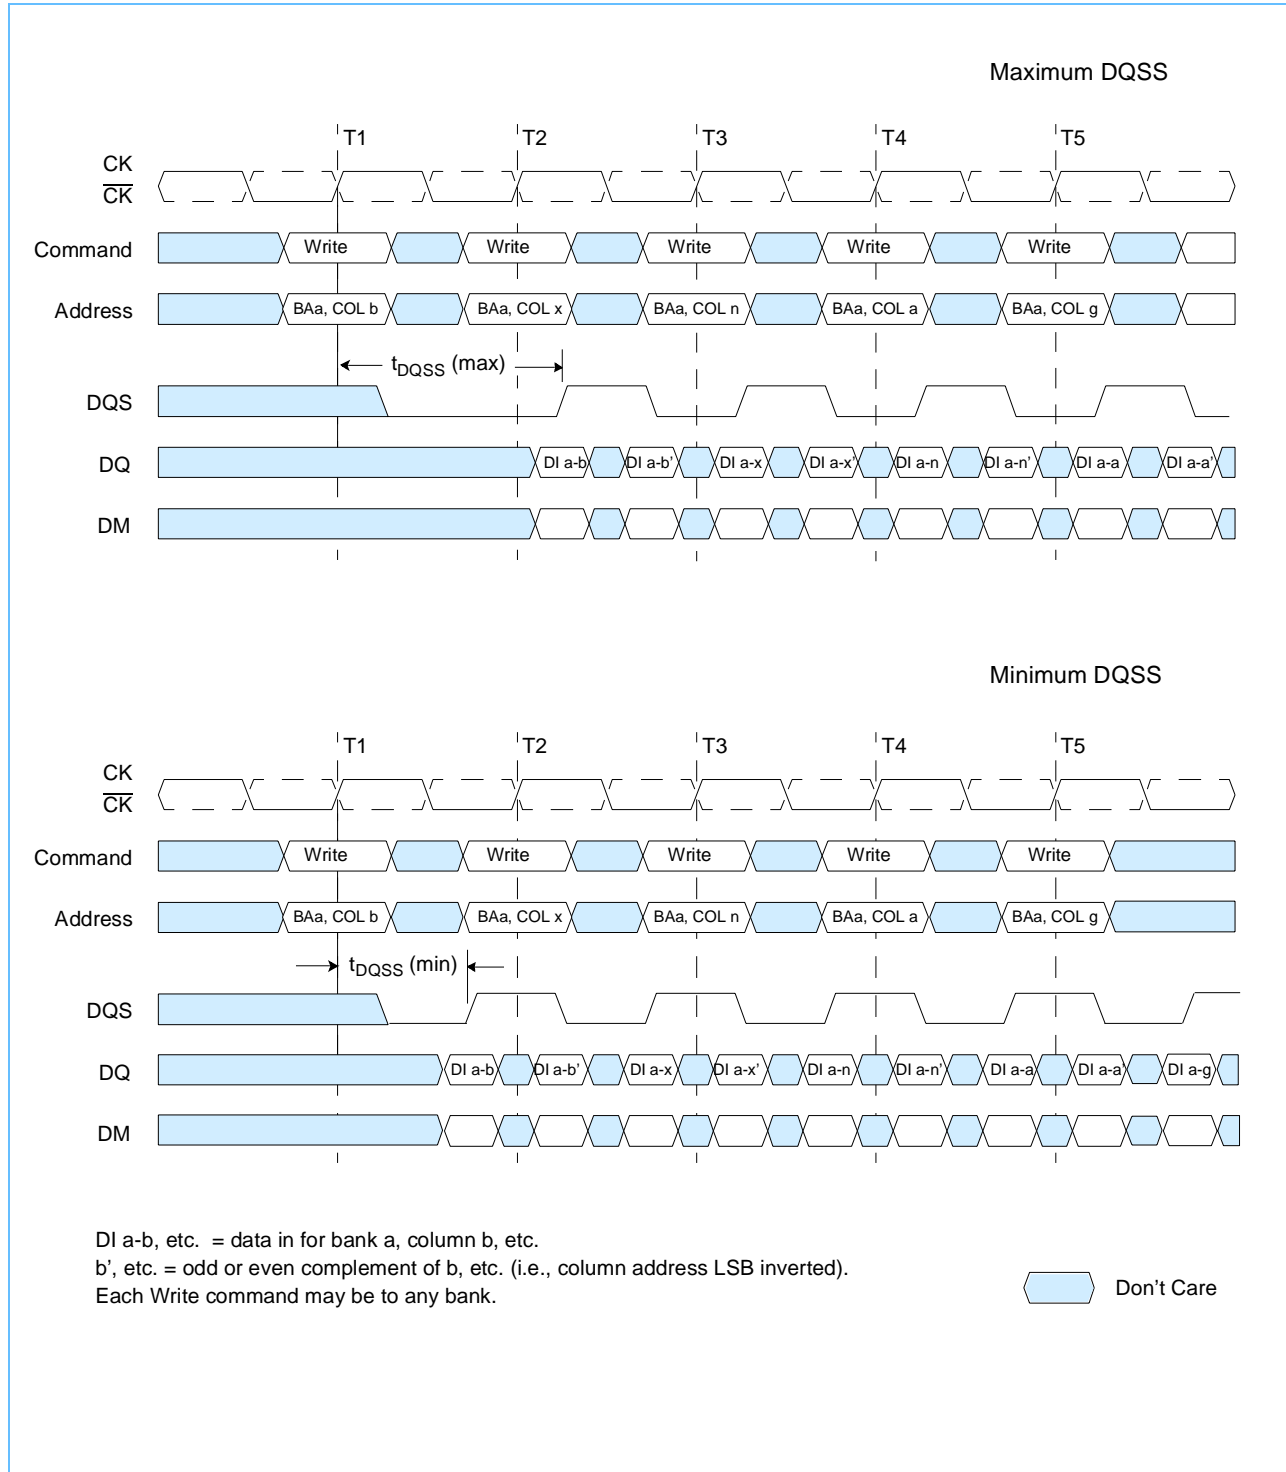 Maximum DQSS
T1 T2 T3 T4 T5
CK
CK
Command Write Write Write Write Write
Address BAa, COL b BAa, COL x BAa, COL n BAa, COL a BAa, COL g
tDQSS (max)
DQS
DQ DI a-b DI a-b’ DI a-x DI a-x’ DI a-n DI a-n’ DI a-a DI a-a’
DM
Minimum DQSS
T1 T2 T3 T4 T5
CK
CK
Command Write Write Write Write Write
Address BAa, COL b BAa, COL x BAa, COL n BAa, COL a BAa, COL g
tDQSS (min)
DQS
DQ DI a-b DI a-b’ DI a-x DI a-x’ DI a-n DI a-n’ DI a-a DI a-a’ DI a-g
DM
DI a-b, etc. = data in for bank a, column b, etc.
b’, etc. = odd or even complement of b, etc. (i.e., column address LSB inverted).
Each Write command may be to any bank.
Don't Care